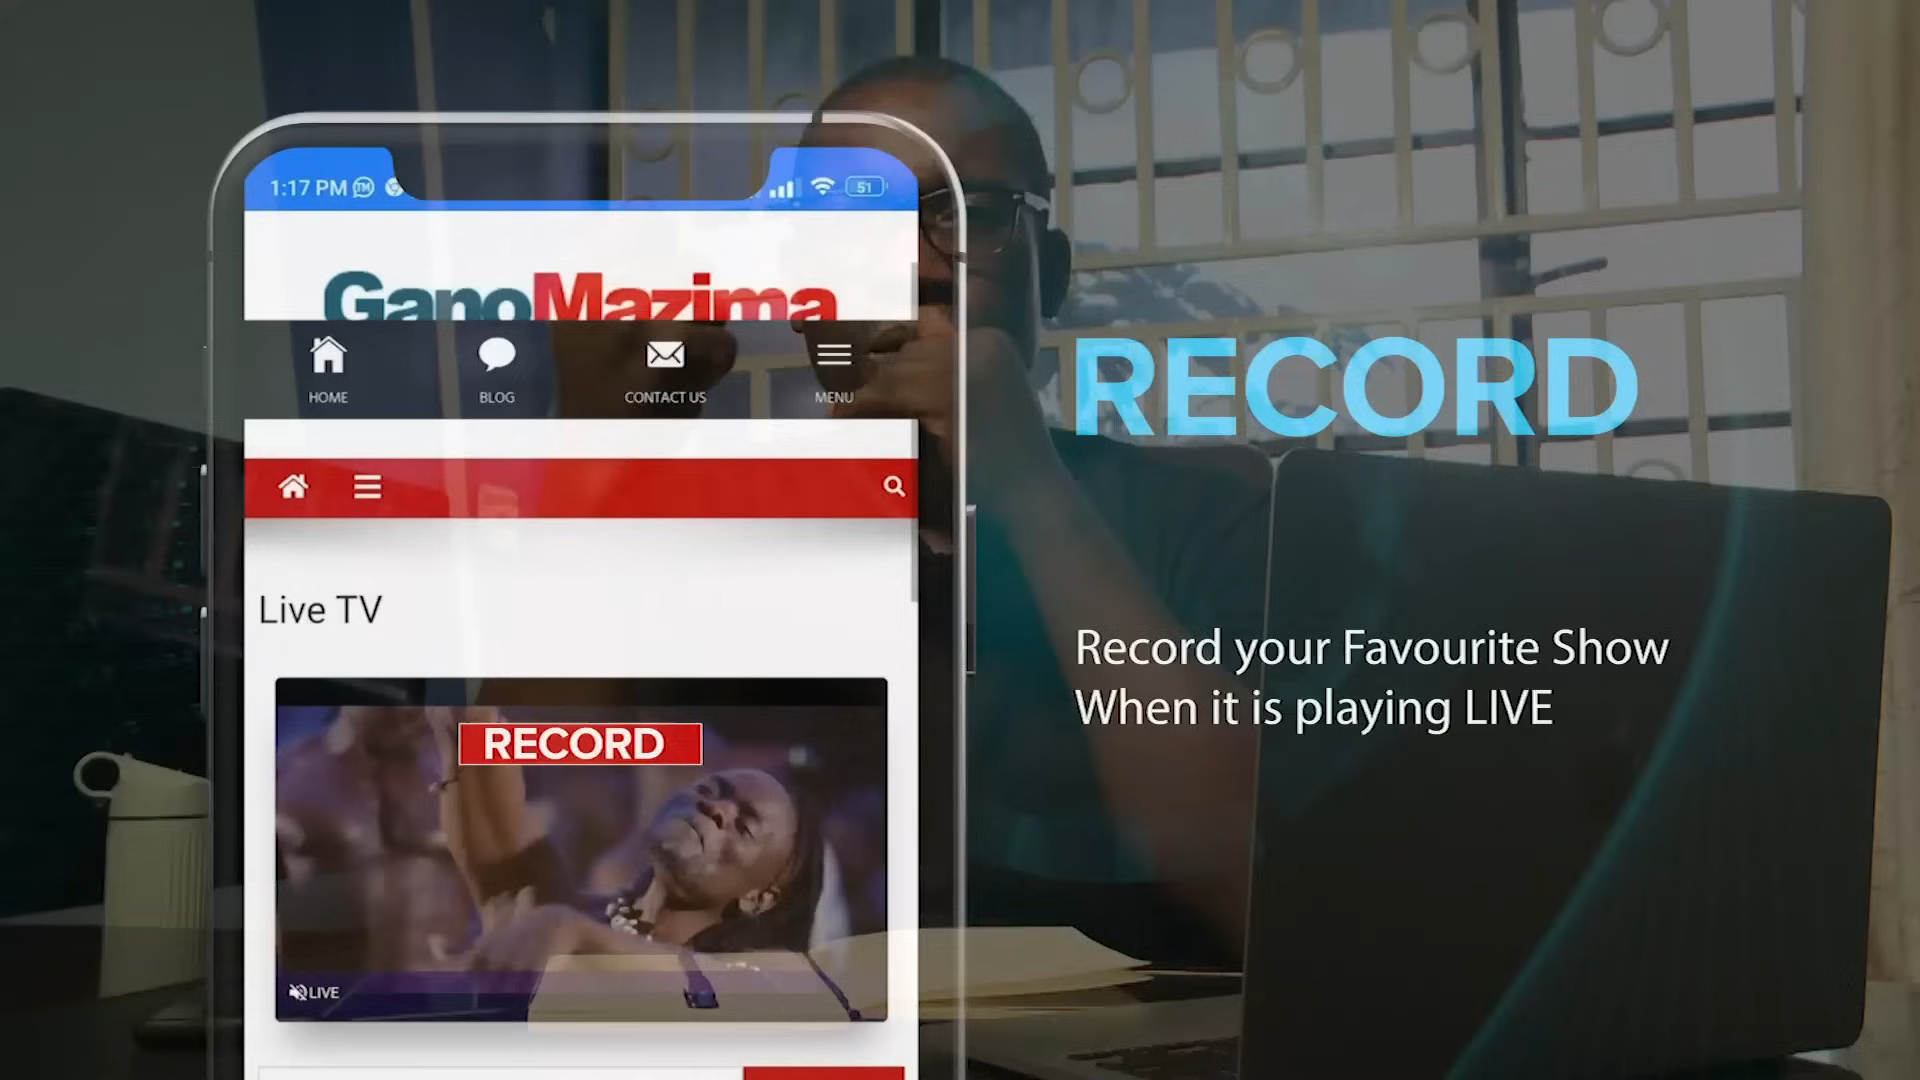 1:17 PM
51
GanoMazima
HOME
BLOG
CONTACT US
MENU
RECORD
Live TV
Record your Favourite Show
When it is playing LIVE
RECORD
LIVE